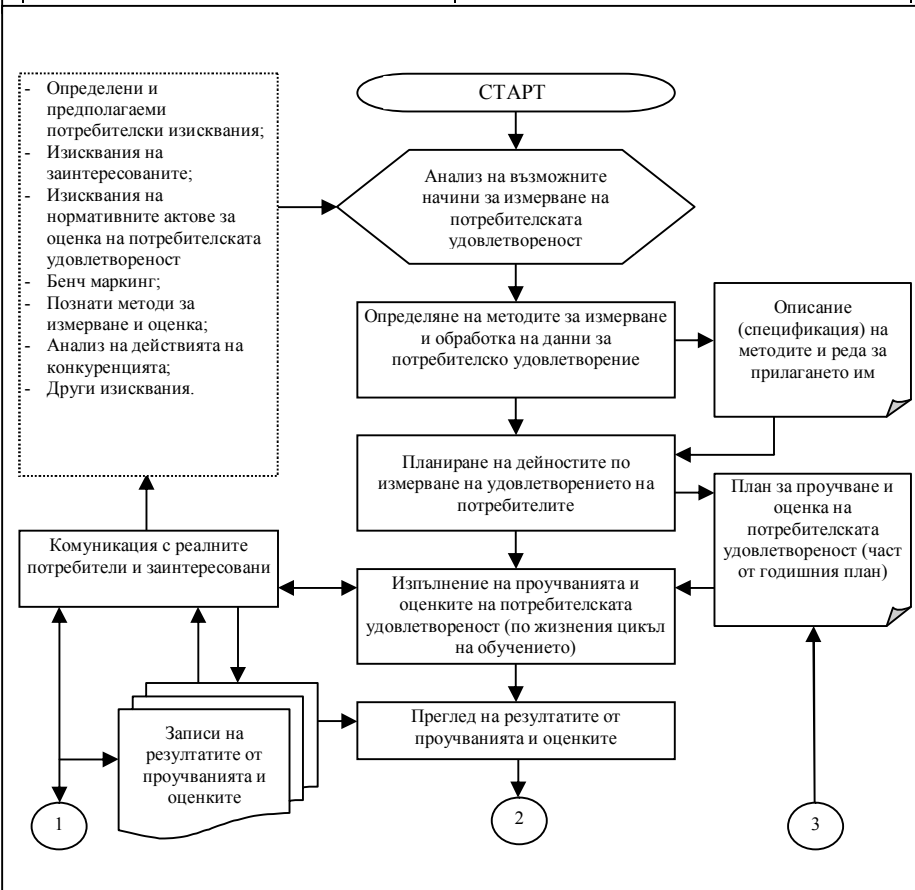 - Определени и
предполагаеми
потребителски изисквания;
- Изисквания на
заинтересованите;
- Изисквания на
нормативните актове за
оценка на потребителската
удовлетвореност
- Бенч маркинг;
- Познати методи за
измерване и оценка;
- Анализ на действията на
конкуренцията;
- Други изисквания.
СТАРТ
Анализ на възможните
начини за измерване на
потребителската
удовлетвореност
Определяне на методите за измерване
и обработка на данни за
потребителско удовлетворение
Описание
(спецификация) на
методите и реда за
прилагането им
Планиране на дейностите по
измерване на удовлетворението на
потребителите
План за проучване и
оценка на
потребителската
удовлетвореност (част
от годишния план)
Комуникация с реалните
потребители и заинтересовани
Изпълнение на проучванията и
оценките на потребителската
удовлетвореност (по жизнения цикъл
на обучението)
Записи на
резултатите от
проучванията и
оценките
Преглед на резултатите от
проучванията и оценките
1
2
3